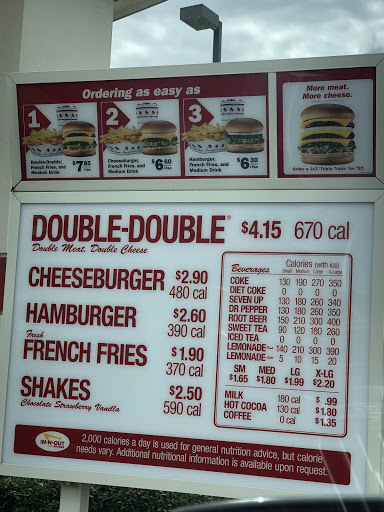 Ordering as easy as
1
Double-Double,
French Fries, and
Medium Drink
$7 85
2
Cheeseburger,
French Fries, and
Medium Drink
$6 60
3
Hamburger,
French Fries, and
Medium Drink
$6 30
More meat.
More cheese.
DOUBLE-DOUBLE® $4.15 670 cal
Double Meat, Double Cheese
CHEESEBURGER $2.90
480 cal
HAMBURGER $2.60
390 cal
Fresh
FRENCH FRIES $1.90
370 cal
SHAKES $2.50
Chocolate Strawberry Vanilla 590 cal
Beverages Calories (with ice)
Small Medium Large X-Large
COKE 130 190 270 350
DIET COKE 0 0 0 0
SEVEN UP 130 180 260 340
DR PEPPER 130 180 260 350
ROOT BEER 150 210 300 400
SWEET TEA 90 120 180 260
ICED TEA 0 0 0 0
LEMONADE 140 210 300 390
LEMONADE 5 10 15 20
SM MED LG X-LG
$1.65 $1.80 $1.99 $2.20
MILK 180 cal $ .99
HOT COCOA 130 cal $1.80
COFFEE 0 cal $1.35
IN-N-OUT
2,000 calories a day is used for general nutrition advice, but calorie
needs vary. Additional nutritional information is available upon request.